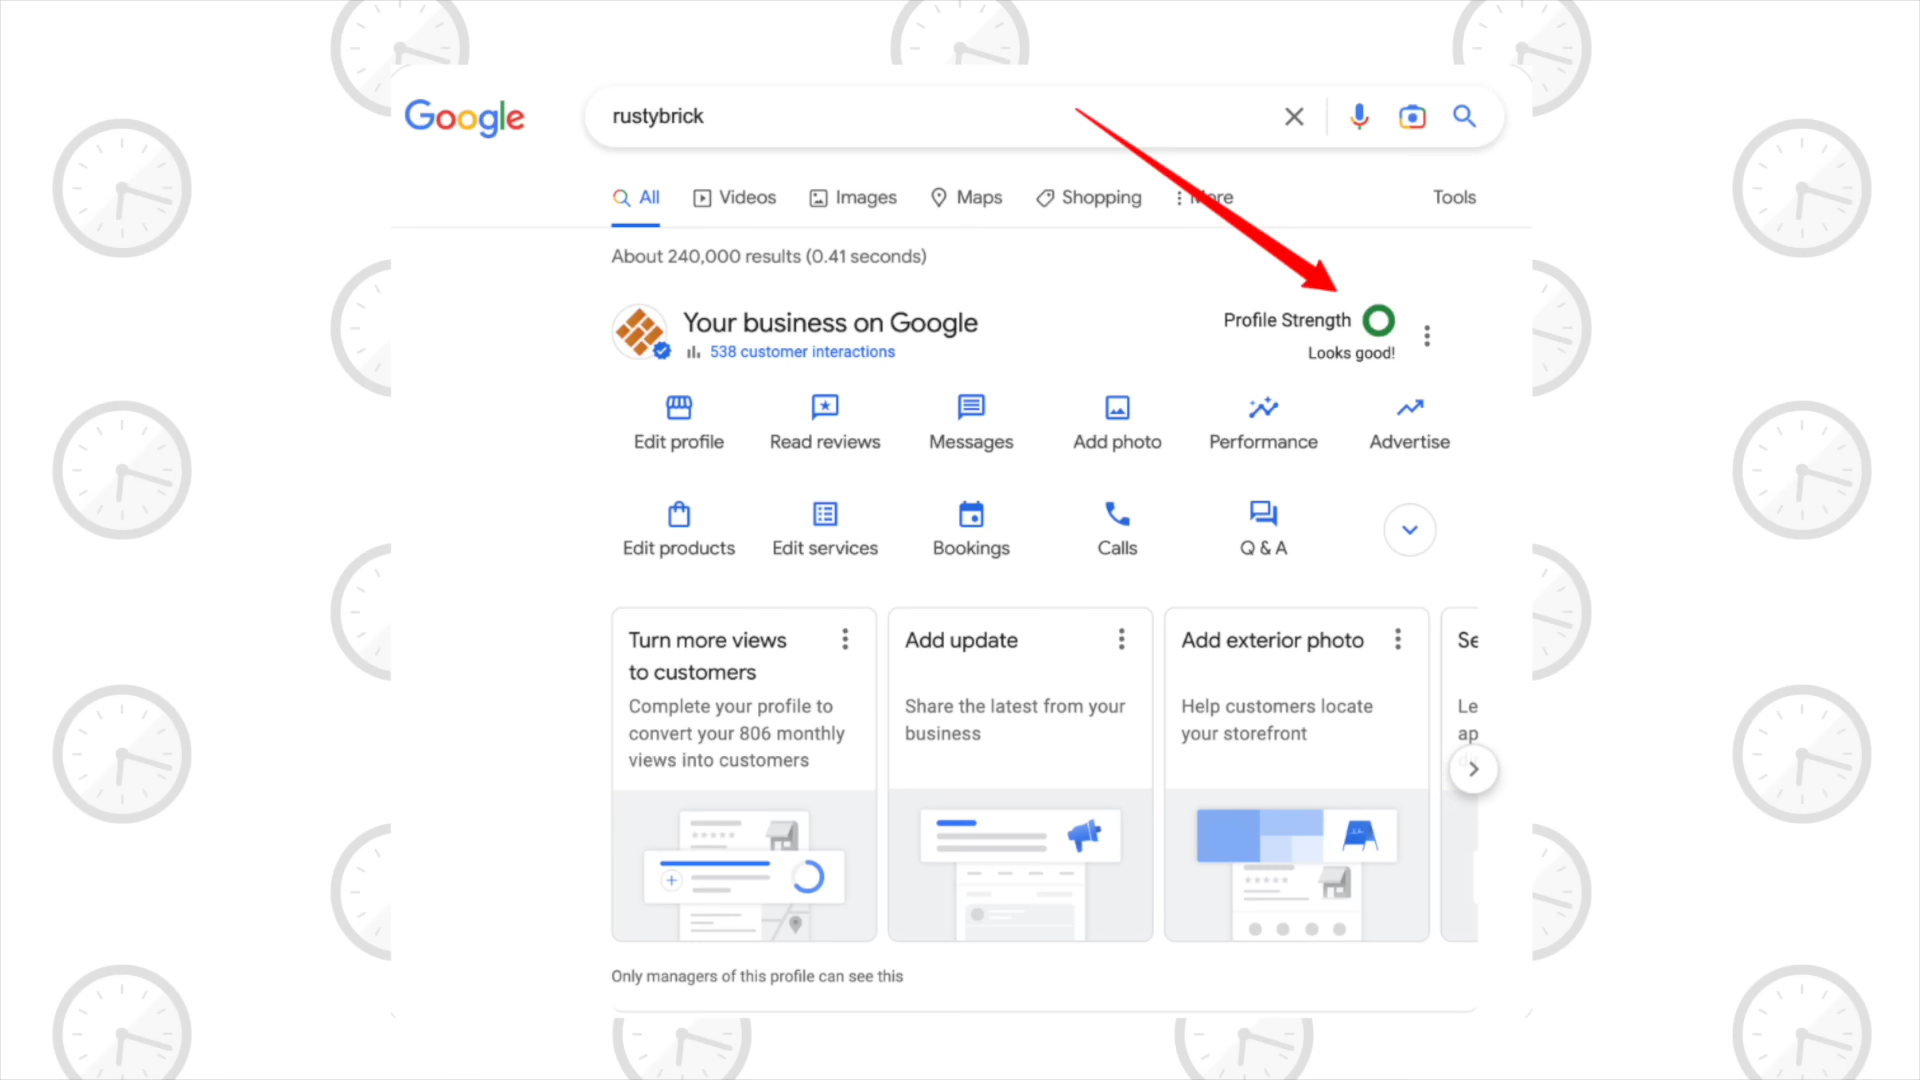 Google
rustybrick
All Videos Images Maps Shopping More Tools
About 240,000 results (0.41 seconds)
Your business on Google
538 customer interactions
Profile Strength
Looks good!
Edit profile Read reviews Messages Add photo Performance Advertise
Edit products Edit services Bookings Calls Q & A
Turn more views
to customers
Complete your profile to
convert your 806 monthly
views into customers
Add update
Share the latest from your
business
Add exterior photo
Help customers locate
your storefront
Se
Le
ap
Only managers of this profile can see this